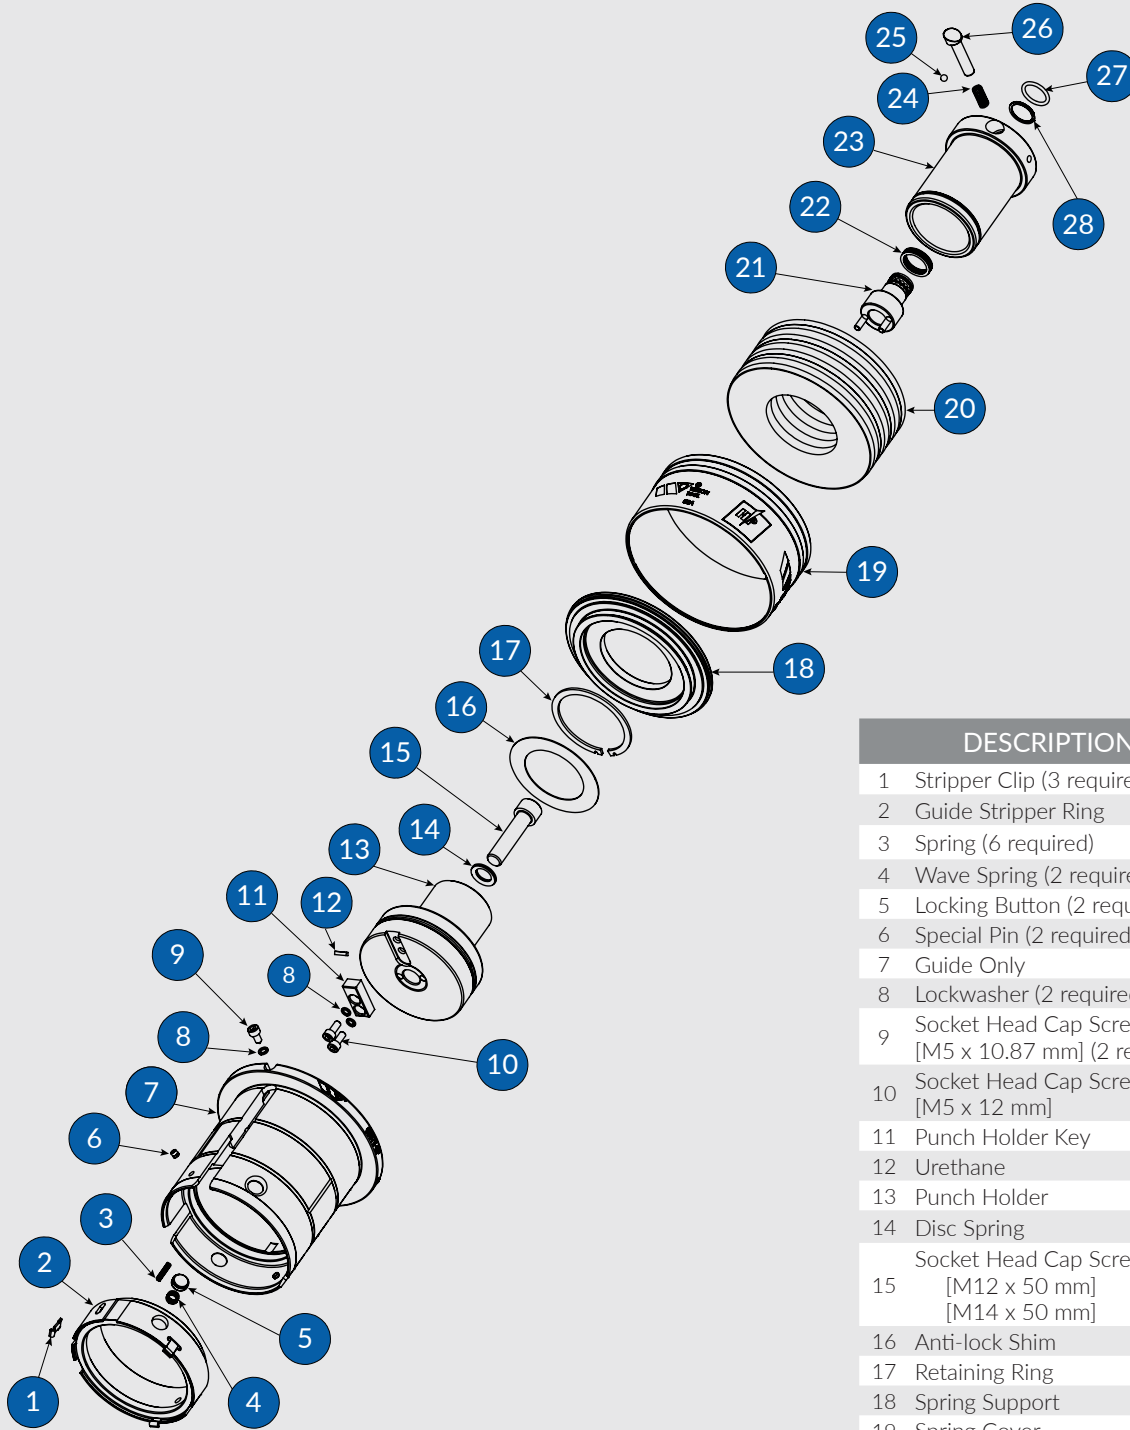 26
25
27
24
23
22
28
21
20
19
18
17
16
15
14
13
12
11
10
9
8
8
7
6
5
4
3
2
1
DESCRIPTION
1 Stripper Clip (3 require
2 Guide Stripper Ring
3 Spring (6 required)
4 Wave Spring (2 require
5 Locking Button (2 requ
6 Special Pin (2 required
7 Guide Only
8 Lockwasher (2 require
9 Socket Head Cap Scre
[M5 x 10.87 mm] (2 re
10 Socket Head Cap Scre
[M5 x 12 mm]
11 Punch Holder Key
12 Urethane
13 Punch Holder
14 Disc Spring
15 Socket Head Cap Scre
[M12 x 50 mm]
[M14 x 50 mm]
16 Anti-lock Shim
17 Retaining Ring
18 Spring Support
19 Spring Cover